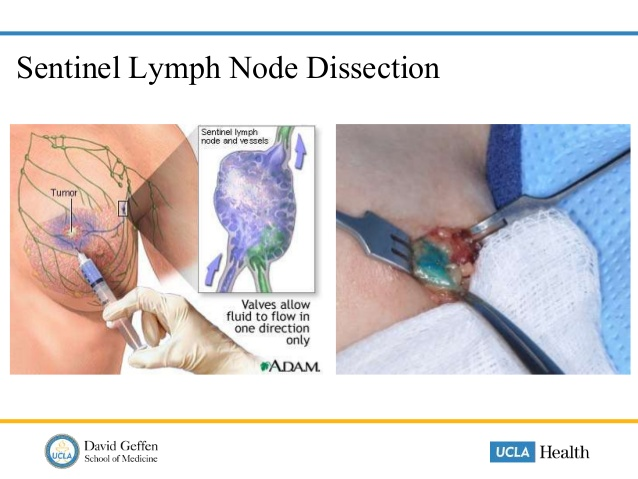 Sentinel Lymph Node Dissection
Sentinel lymph
node and vessels
Tumor
Valves allow
fluid to flow in
one direction
only
ADAM.
UCLA
David Geffen
School of Medicine
UCLA Health